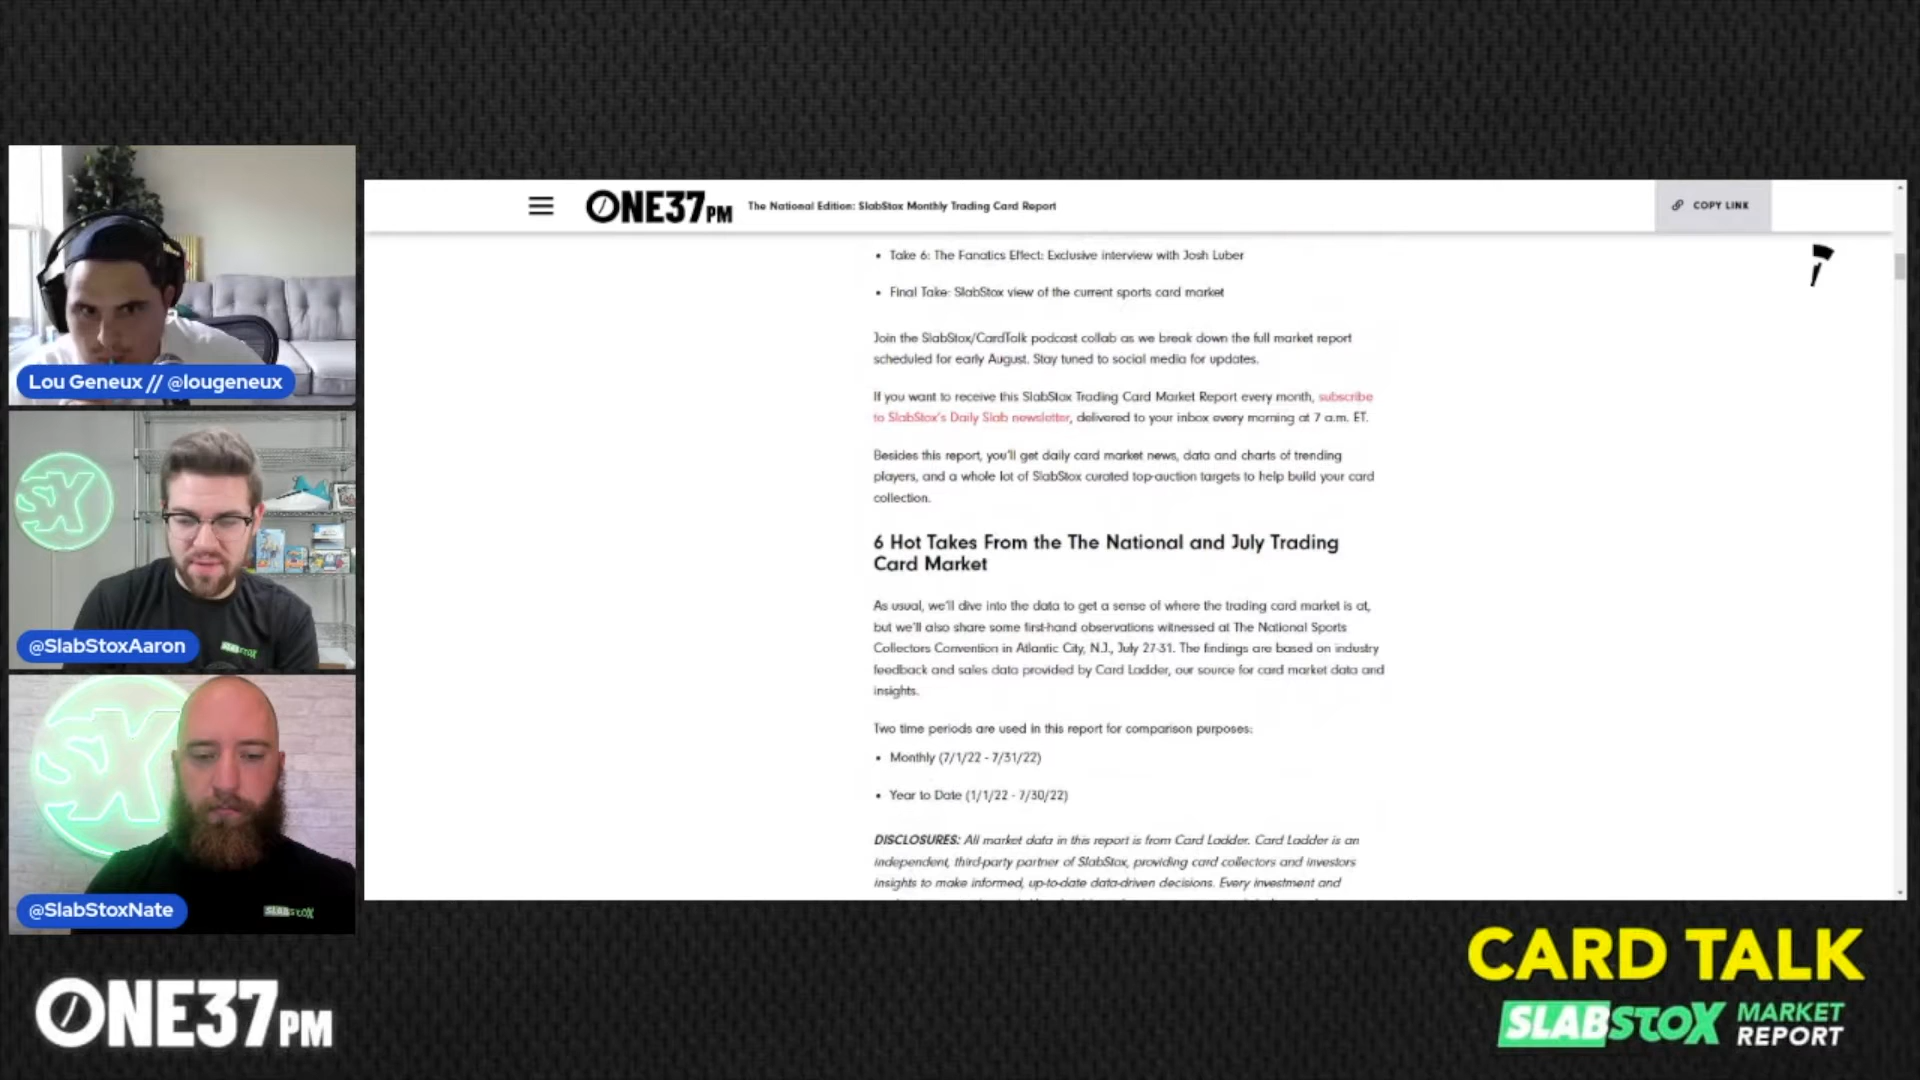 ONE37PM
The National Edition: SlabStox Monthly Trading Card Report
COPY LINK
Take 6: The Fanatics Effect: Exclusive interview with Josh Luber
Final Take: SlabStox view of the current sports card market
Join the SlabStox/CardTalk podcast collab as we break down the full market report
scheduled for early August. Stay tuned to social media for updates.
If you want to receive this SlabStox Trading Card Market Report every month, subscribe
to SlabStox's Daily Slab newsletter, delivered to your inbox every morning at 7 a.m. ET.
Besides this report, you'll get daily card market news, data and charts of trending
players, and a whole lot of SlabStox curated top-auction targets to help build your card
collection.
6 Hot Takes From the The National and July Trading
Card Market
As usual, we'll dive into the data to get a sense of where the trading card market is at,
but we'll also share some first-hand observations witnessed at The National Sports
Collectors Convention in Atlantic City, N.J., July 27-31. The findings are based on industry
feedback and sales data provided by Card Ladder, our source for card market data and
insights.
Two time periods are used in this report for comparison purposes:
Monthly (7/1/22 - 7/31/22)
Year to Date (1/1/22 - 7/30/22)
DISCLOSURES: All market data in this report is from Card Ladder. Card Ladder is an
independent, third-party partner of SlabStox, providing card collectors and investors
insights to make informed, up-to-date data-driven decisions. Every investment and
Lou Geneux // @lougeneux
SX
SLABSTOX
@SlabStoxAaron
SX
SLABSTOX
@SlabStoxNate
ONE37PM
CARD TALK
SLABSTOX MARKET
REPORT